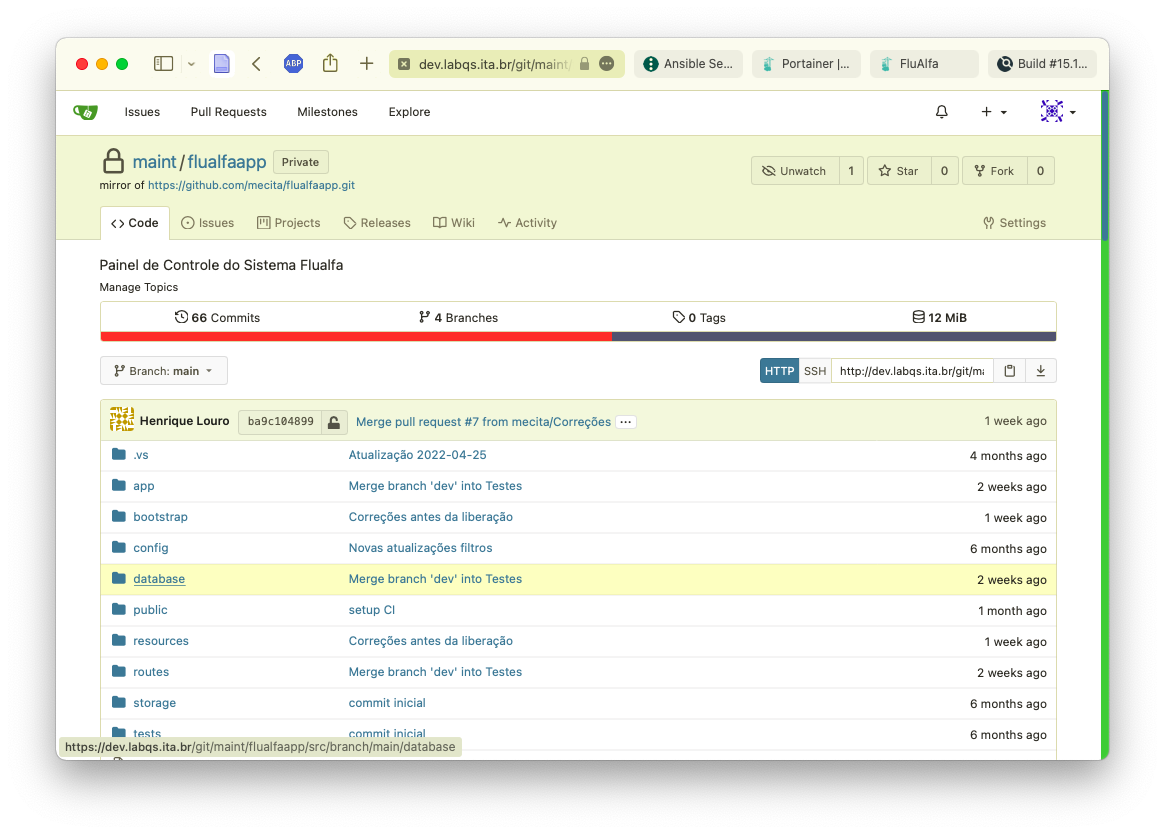 ABP dev.labqs.ita.br/git/maint/ Ansible Se... Portainer |... FluAlfa Build #15.1...
Issues Pull Requests Milestones Explore
maint/flualfaapp Private
Unwatch 1 Star 0 Fork 0
mirror of https://github.com/mecita/flualfaapp.git
Code Issues Projects Releases Wiki Activity Settings
Painel de Controle do Sistema Flualfa
Manage Topics
66 Commits 4 Branches 0 Tags 12 MiB
Branch: main HTTP SSH http://dev.labqs.ita.br/git/ma
Henrique Louro ba9c104899 Merge pull request #7 from mecita/Correções ... 1 week ago
.vs Atualização 2022-04-25 4 months ago
app Merge branch 'dev' into Testes 2 weeks ago
bootstrap Correções antes da liberação 1 week ago
config Novas atualizações filtros 6 months ago
database Merge branch 'dev' into Testes 2 weeks ago
public setup CI 1 month ago
resources Correções antes da liberação 1 week ago
routes Merge branch 'dev' into Testes 2 weeks ago
storage commit inicial 6 months ago
tests commit inicial 6 months ago
https://dev.labqs.ita.br/git/maint/flualfaapp/src/branch/main/database